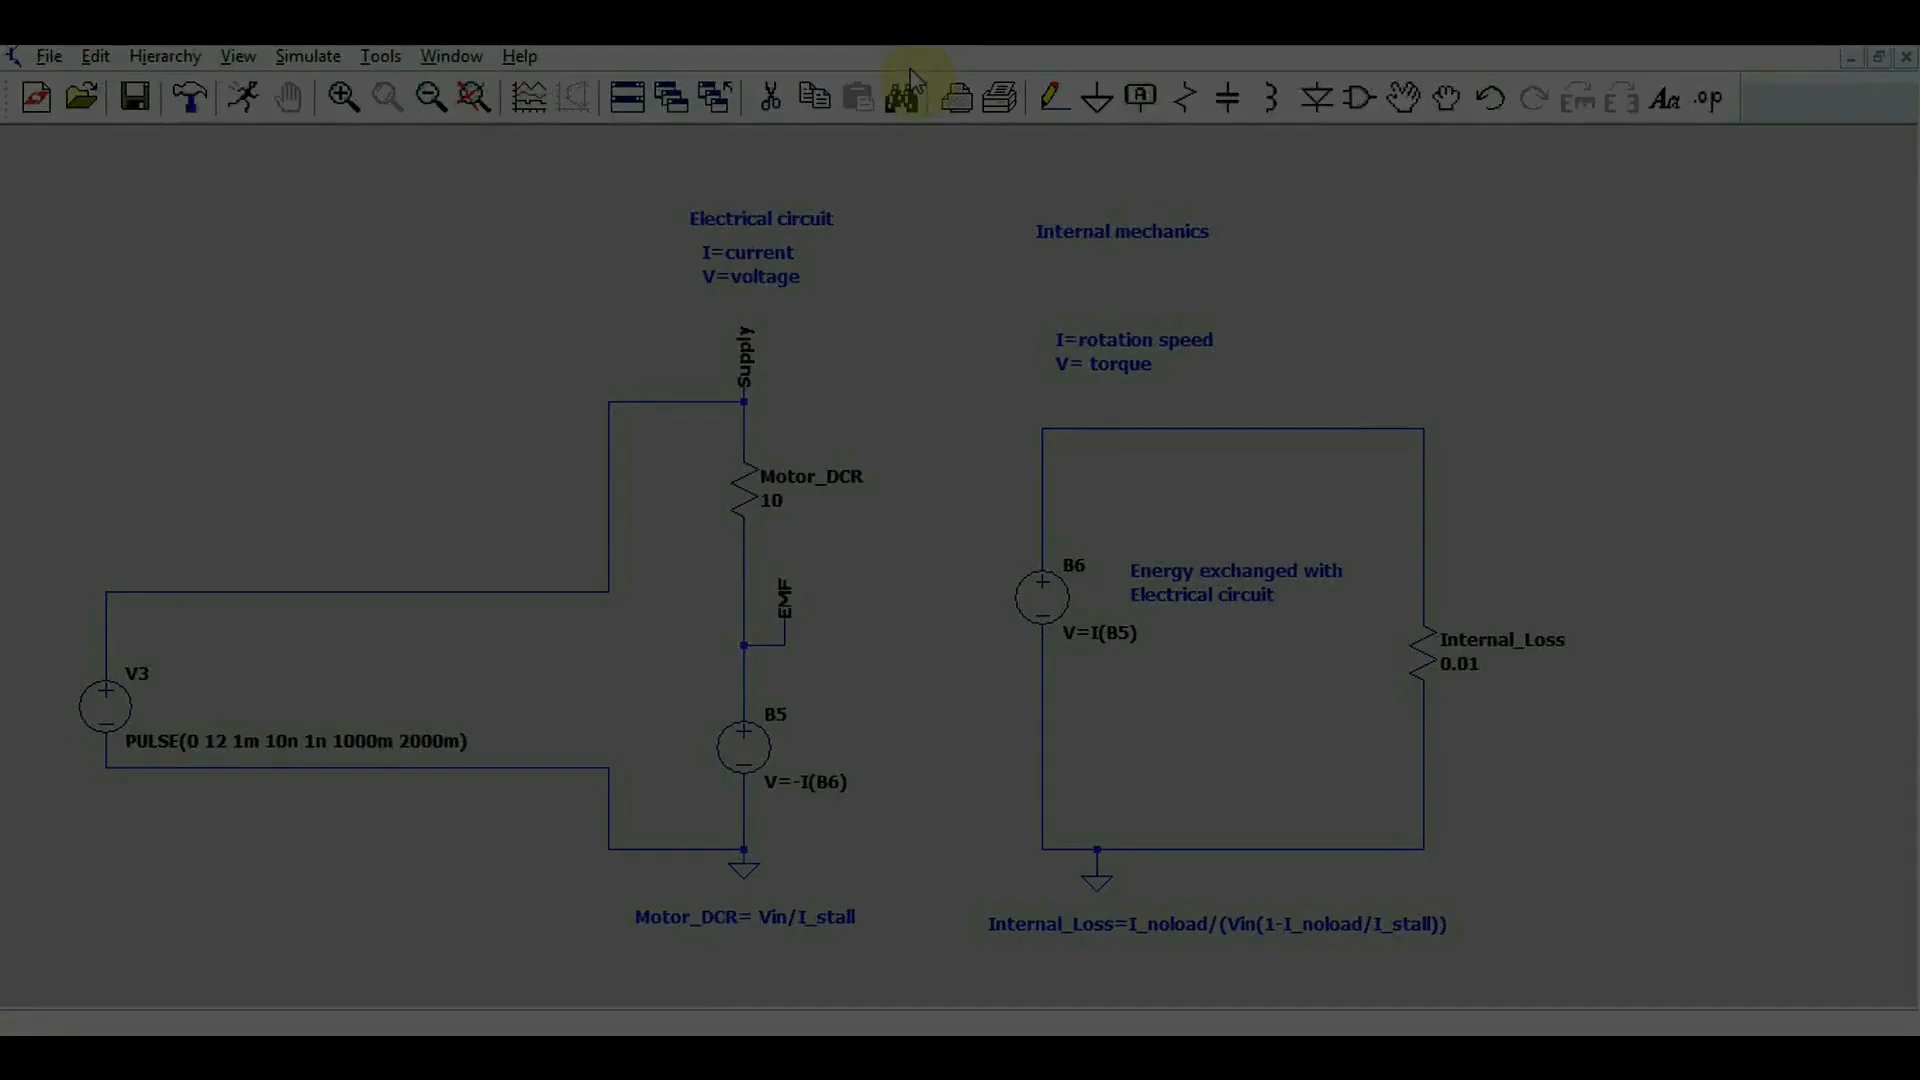 File Edit Hierarchy View Simulate Tools Window Help
A Aa .op
Electrical circuit
I=current
V=voltage
Internal mechanics
I=rotation speed
V= torque
Supply
Motor_DCR
10
EMF
B6
Energy exchanged with
Electrical circuit
V=I(B5)
Internal_Loss
0.01
V3
PULSE(0 12 1m 10n 1n 1000m 2000m)
B5
V=-I(B6)
Motor_DCR= Vin/I_stall
Internal_Loss=I_noload/(Vin(1-I_noload/I_stall))